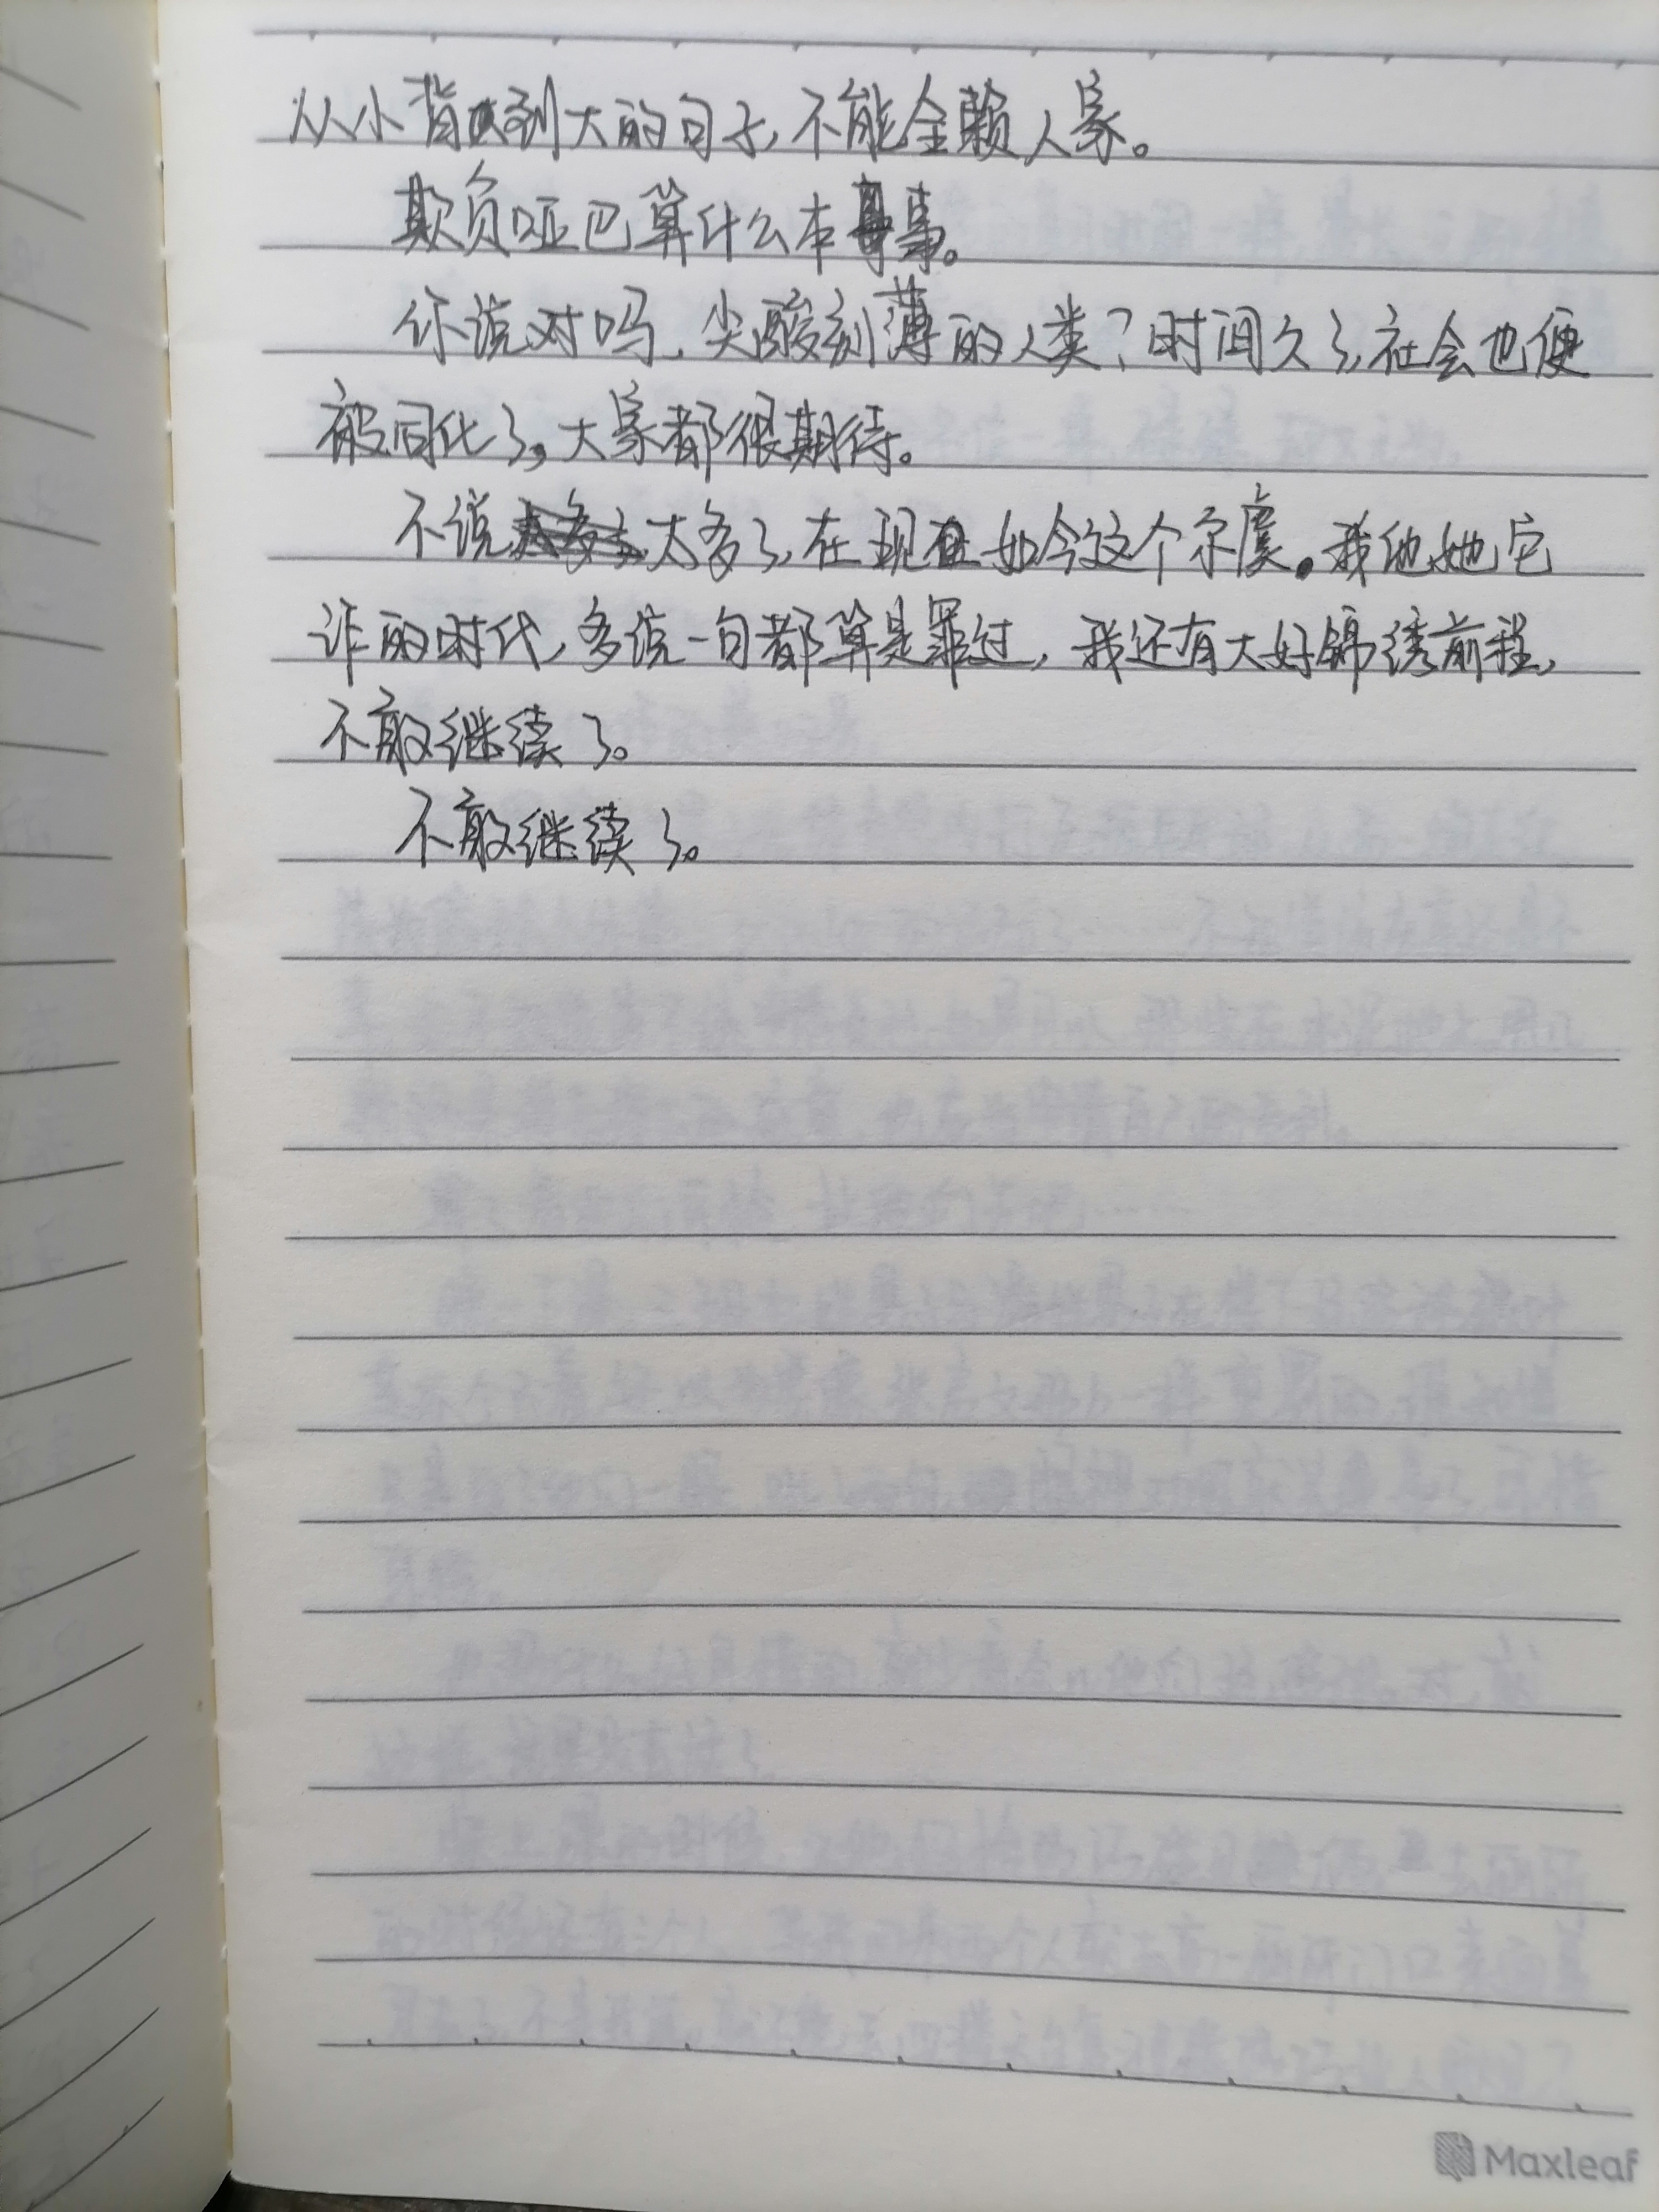 从小背到大的句子，不能全赖人家。
欺负哑巴算什么本事。
你说对吗，尖酸刻薄的人类？时间久了，社会也便
被同化了，大家都很期待。
不说太多了，在现在如今这个尔虞。我他她它
诈的时代，多说一句都算是罪过，我还有大好锦绣前程，
不敢继续了。
不敢继续了。
Maxleaf